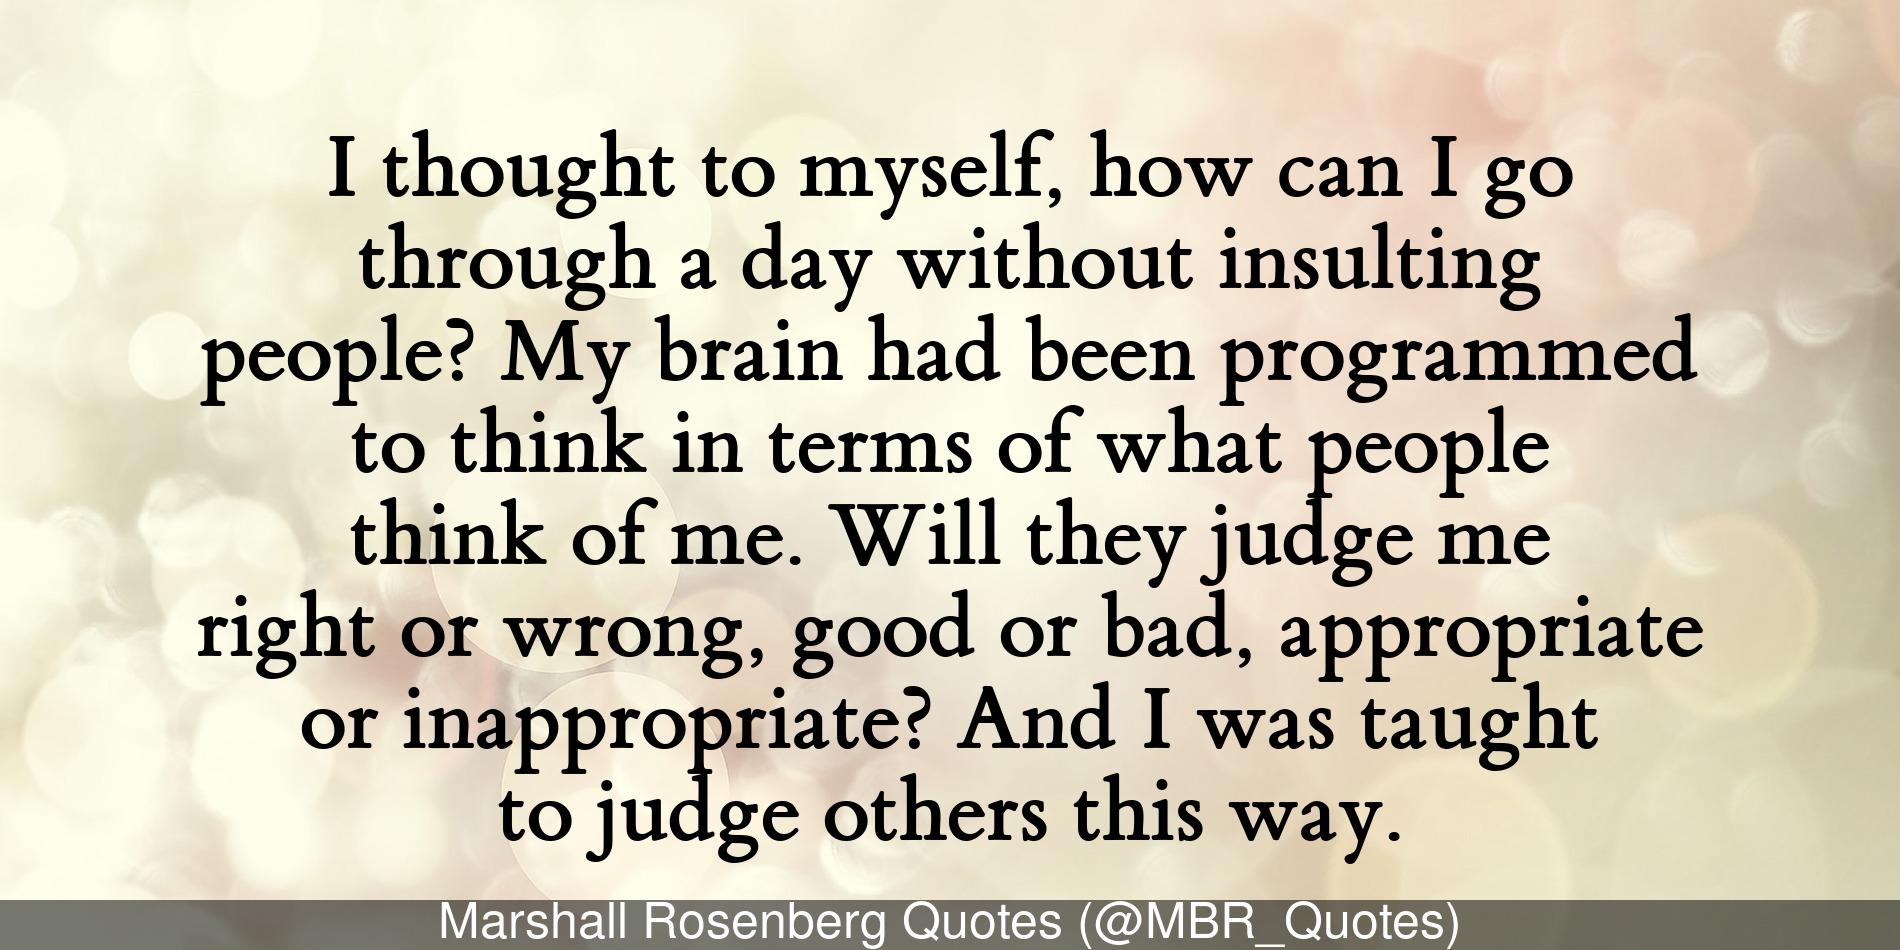 I thought to myself, how can I go
through a day without insulting
people? My brain had been programmed
to think in terms of what people
think of me. Will they judge me
right or wrong, good or bad, appropriate
or inappropriate? And I was taught
to judge others this way.
Marshall Rosenberg Quotes (@MBR_Quotes)